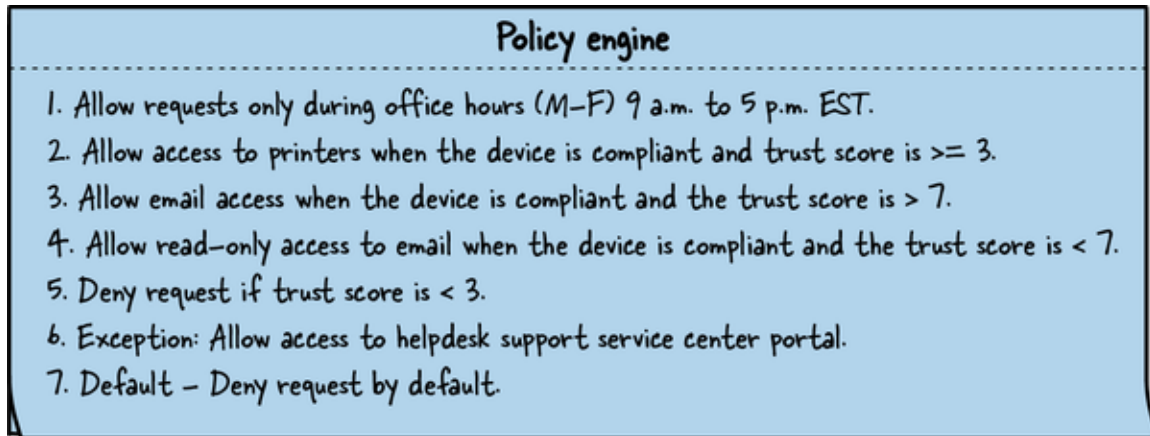 Policy engine
1. Allow requests only during office hours (M–F) 9 a.m. to 5 p.m. EST.
2. Allow access to printers when the device is compliant and trust score is >= 3.
3. Allow email access when the device is compliant and the trust score is > 7.
4. Allow read-only access to email when the device is compliant and the trust score is < 7.
5. Deny request if trust score is < 3.
6. Exception: Allow access to helpdesk support service center portal.
7. Default – Deny request by default.